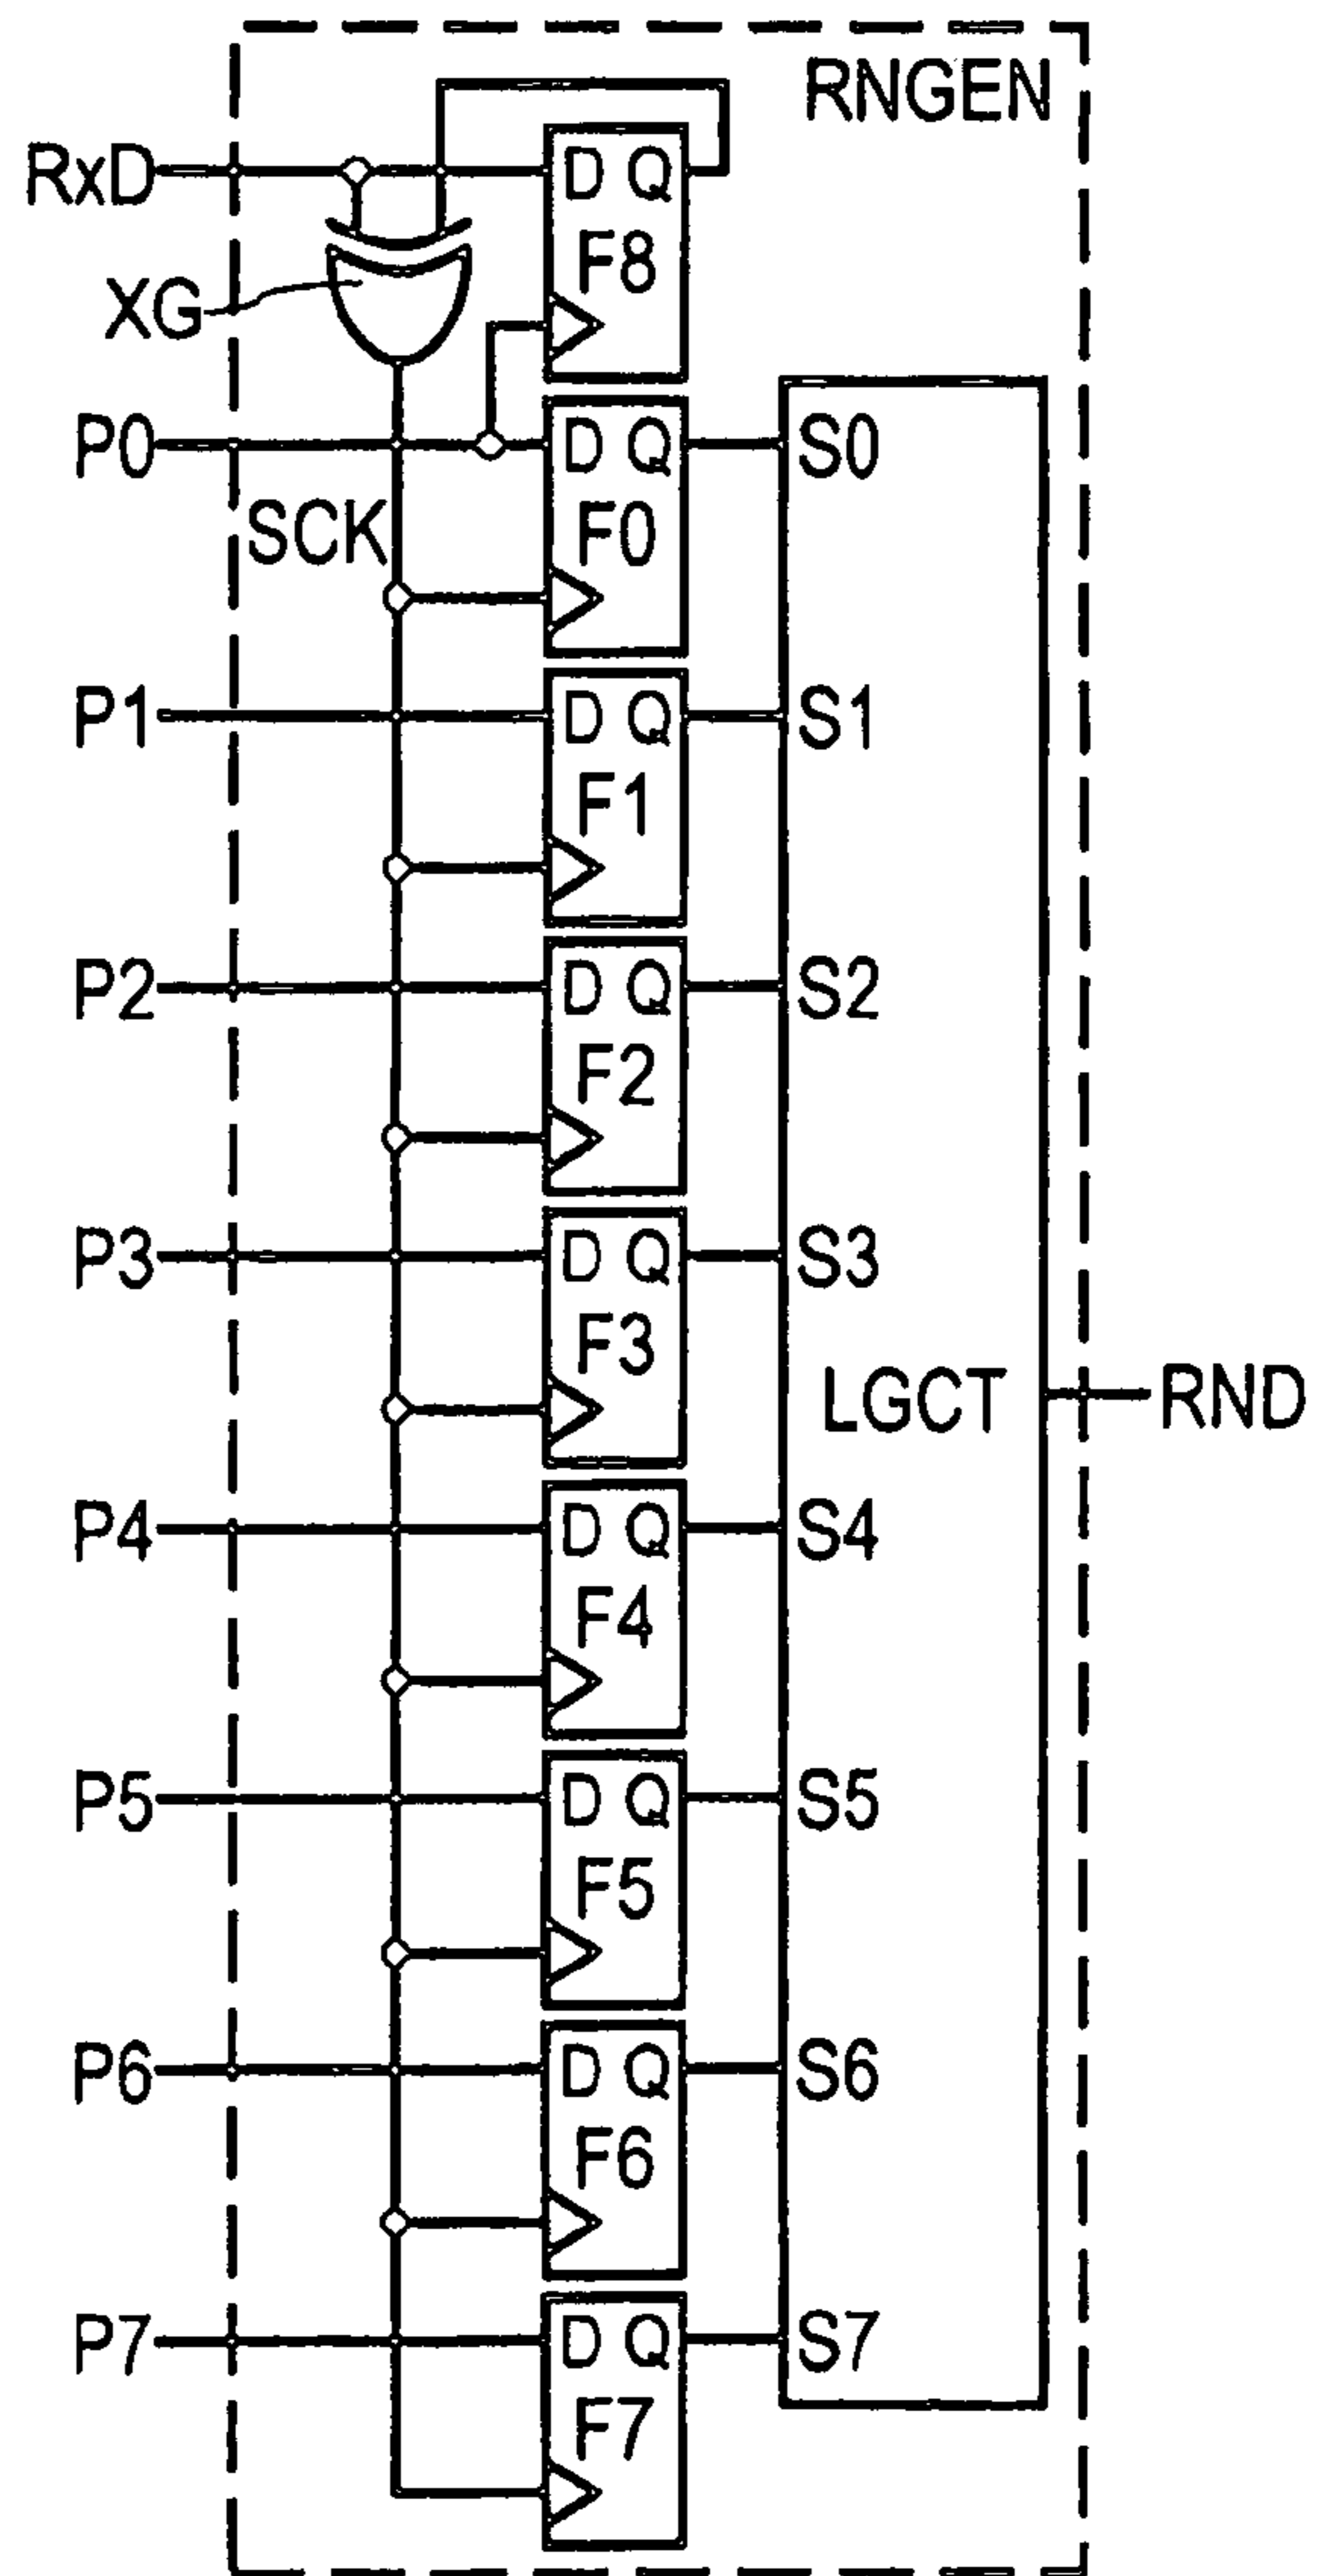 RNGEN
RxD
D Q
F8
XG
P0
D Q
S0
SCK
F0
P1
D Q
S1
F1
P2
D Q
S2
F2
P3
D Q
S3
F3
LGCT
RND
P4
D Q
S4
F4
P5
D Q
S5
F5
P6
D Q
S6
F6
P7
D Q
S7
F7